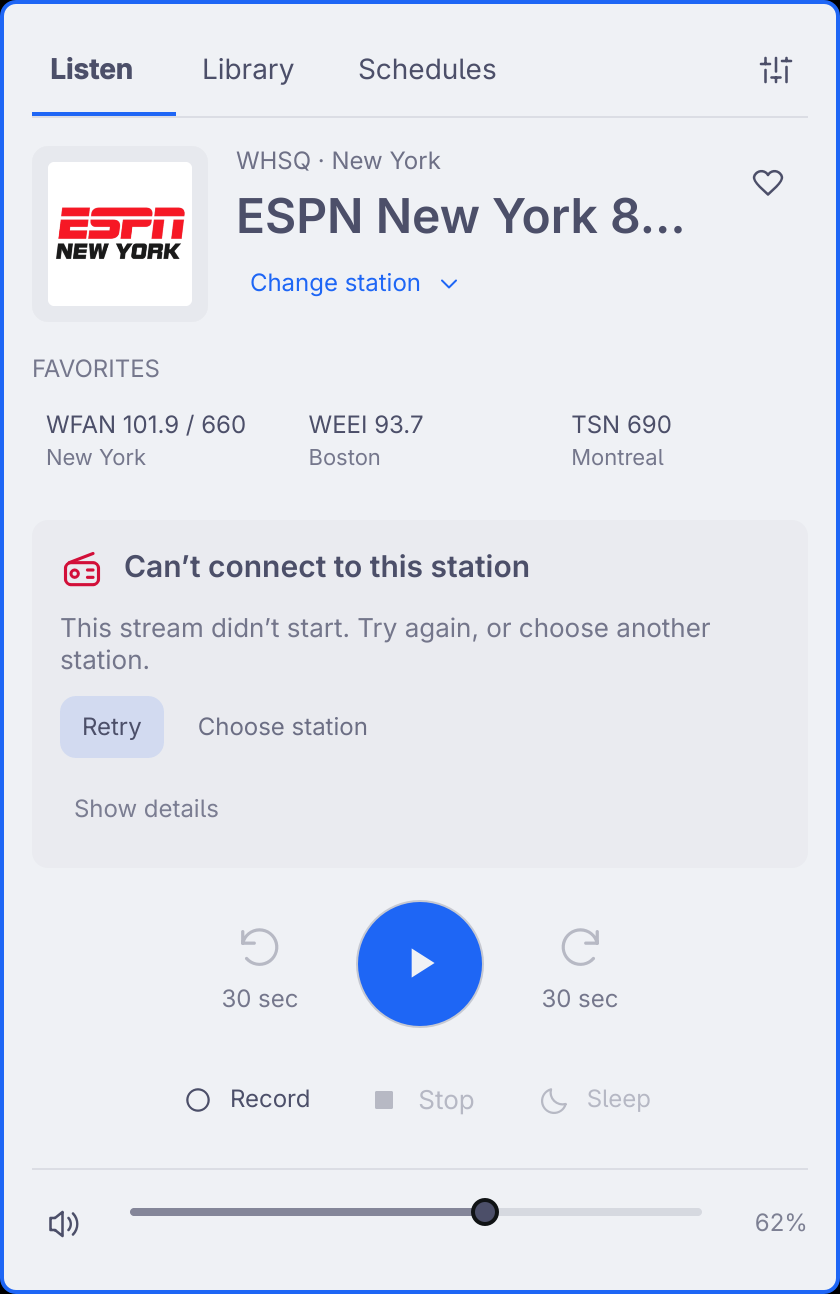 Listen
Library
Schedules
ESPN
NEW YORK
WHSQ · New York
ESPN New York 8...
Change station
FAVORITES
WFAN 101.9 / 660
New York
WEEI 93.7
Boston
TSN 690
Montreal
Can’t connect to this station
This stream didn’t start. Try again, or choose another
station.
Retry
Choose station
Show details
30 sec
30 sec
Record
Stop
Sleep
62%